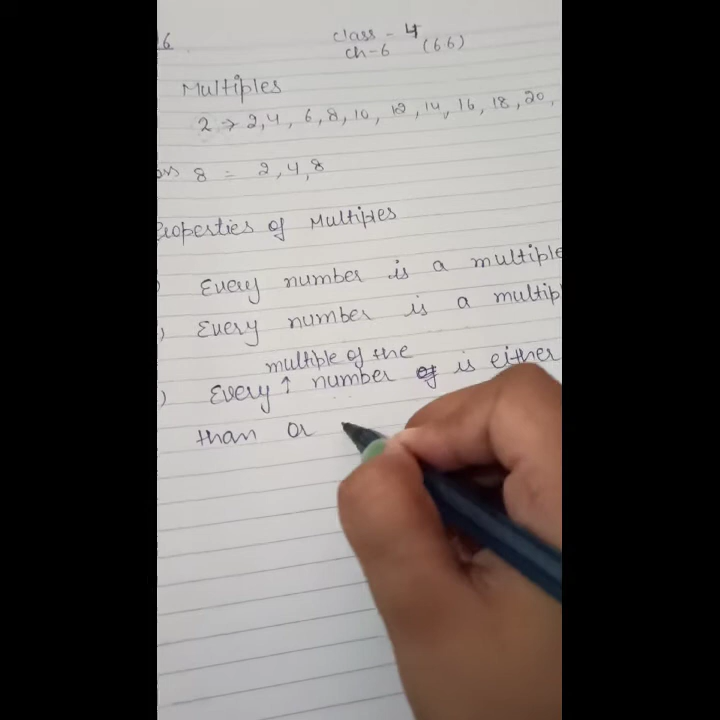 16
class - 4
ch-6 (66)
Multiples
2 → 2, 4, 6, 8, 10, 12, 14, 16, 18, 20,
8 = 2, 4, 8
Properties of Multiples
Every number is a multiple
) Every number is a multipl
multiple of the
) Every ↑ number of is either
than or